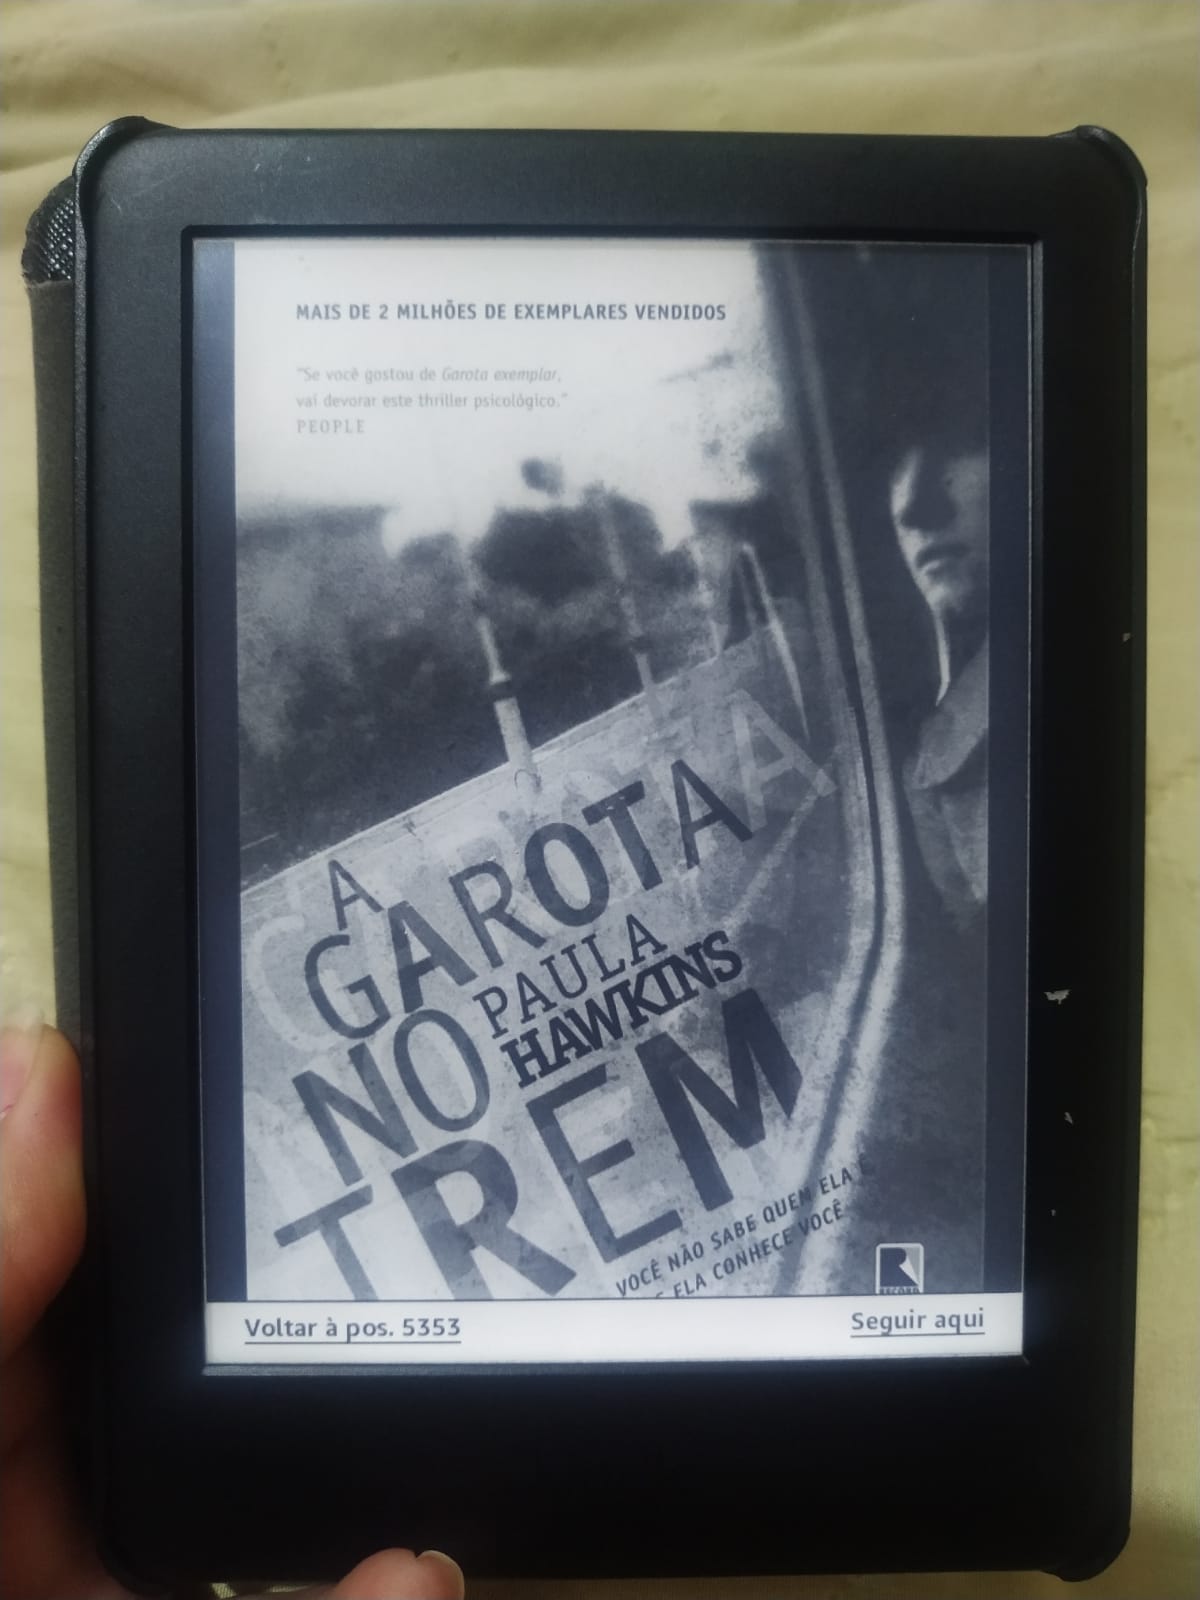 MAIS DE 2 MILHÕES DE EXEMPLARES VENDIDOS
"Se você gostou de Garota exemplar,
vai devorar este thriller psicológico."
PEOPLE
A
GAROTA
NO
PAULA
HAWKINS
TREM
VOCÊ NÃO SABE QUEM ELA É
ELA CONHECE VOCÊ
RECORD
Voltar à pos. 5353
Seguir aqui